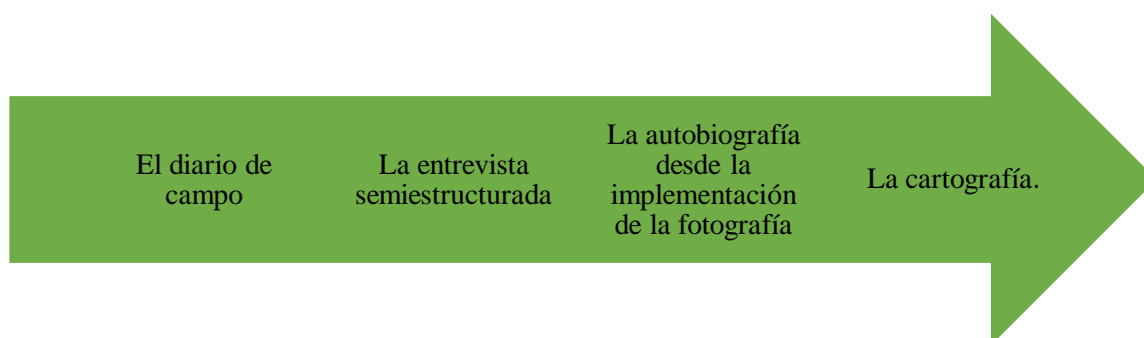 El diario de
campo
La entrevista
semiestructurada
La autobiografía
desde la
implementación
de la fotografía
La cartografía.